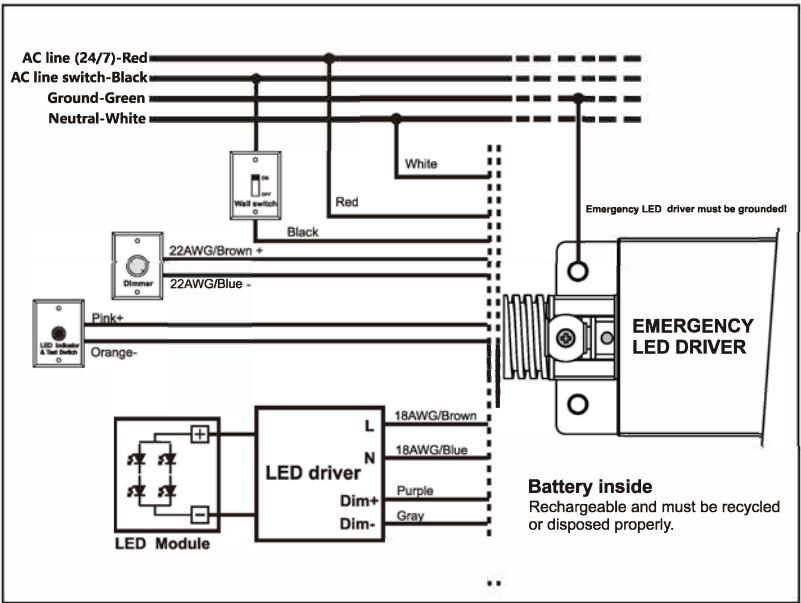 AC line (24/7)-Red
AC line switch-Black
Ground-Green
Neutral-White
White
ON
OFF
Wall switch
Red
Emergency LED driver must be grounded!
Black
22AWG/Brown +
Dimmer
22AWG/Blue -
Pink+
LED Indicator
& Test Switch
Orange-
EMERGENCY
LED DRIVER
18AWG/Brown
L
18AWG/Blue
N
LED driver
Purple
Dim+
Gray
Dim-
+
−
LED Module
Battery inside
Rechargeable and must be recycled
or disposed properly.